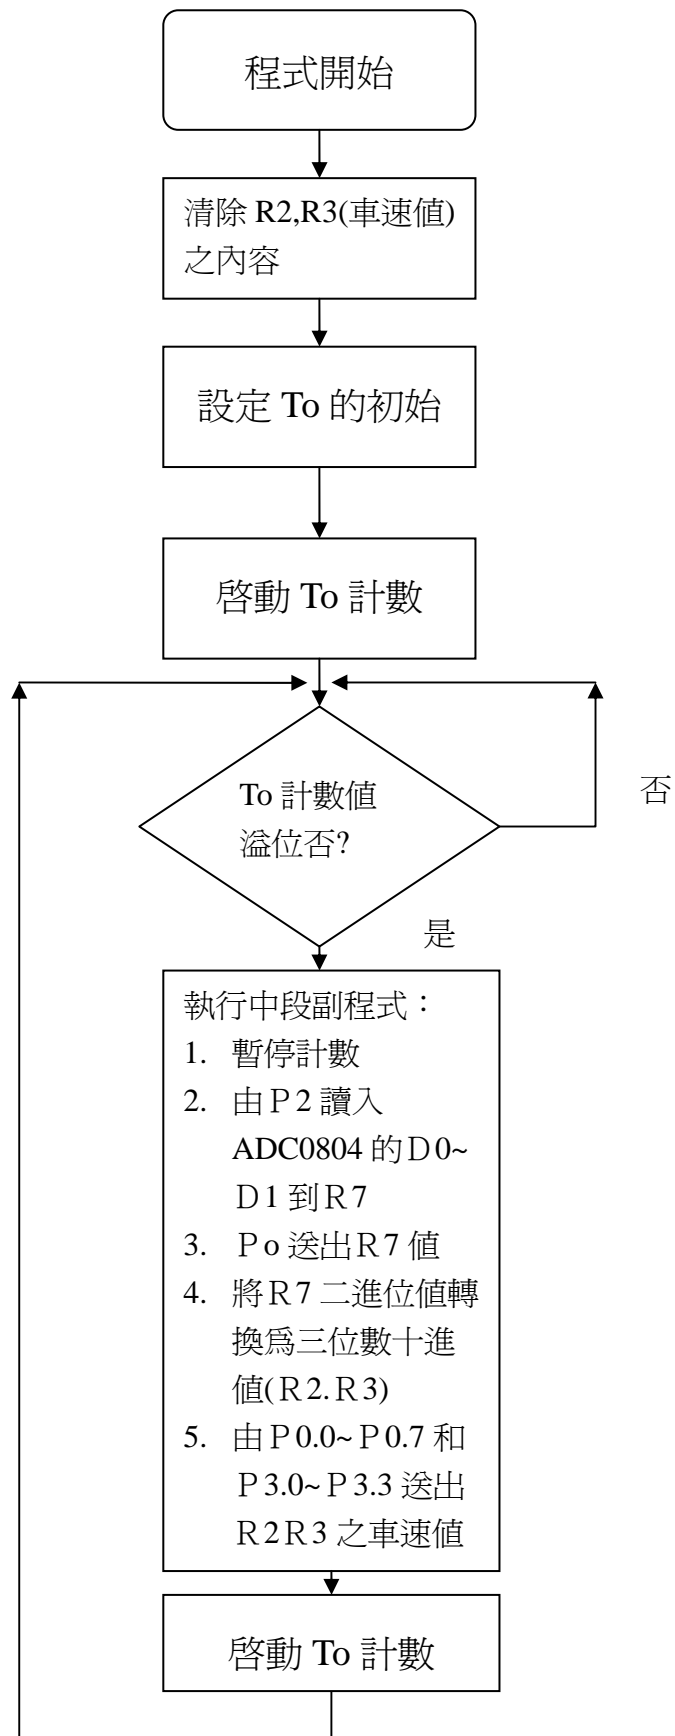 程式開始
清除 R2,R3(車速值)
之內容
設定 To 的初始
啓動 To 計數
To 計數值
溢位否?
否
是
執行中段副程式：
1. 暫停計數
2. 由Ｐ2 讀入
ADC0804 的Ｄ0~
Ｄ1 到Ｒ7
3. Ｐo 送出Ｒ7 值
4. 將Ｒ7 二進位值轉
換爲三位數十進
值(Ｒ2.Ｒ3)
5. 由Ｐ0.0~Ｐ0.7 和
Ｐ3.0~Ｐ3.3 送出
Ｒ2Ｒ3 之車速值
啓動 To 計數